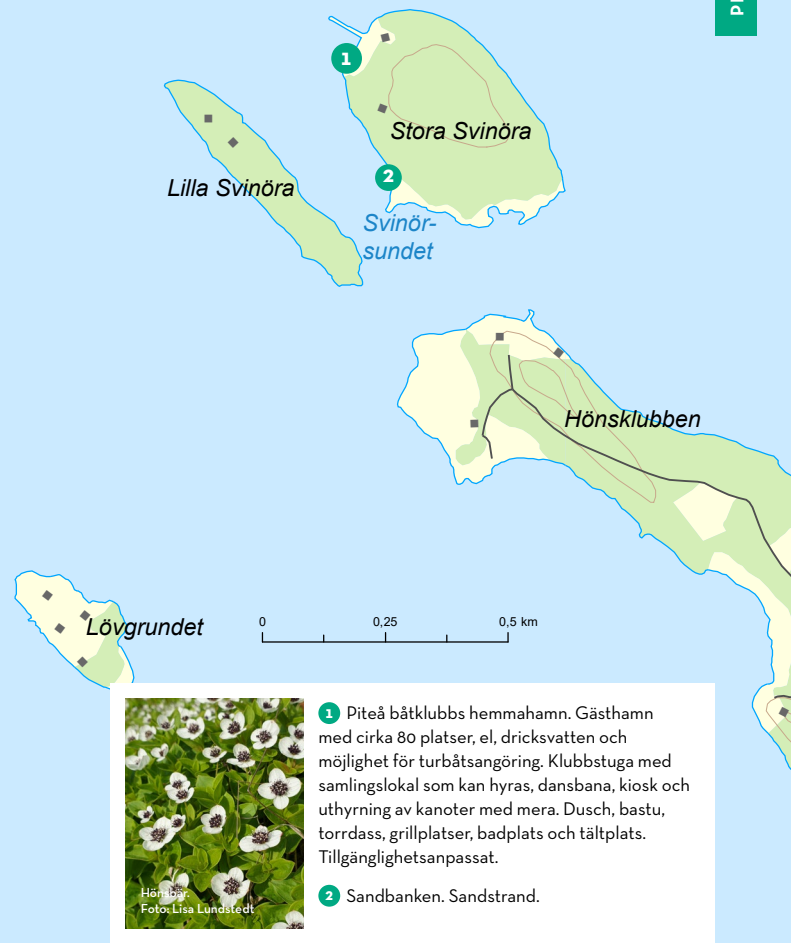 1
Stora Svinöra
2
Lilla Svinöra
Svinör-
sundet
Hönsklubben
Lövgrundet
0 0,25 0,5 km
1 Piteå båtklubbs hemmahamn. Gästhamn
med cirka 80 platser, el, dricksvatten och
möjlighet för turbåtsangöring. Klubbstuga med
samlingslokal som kan hyras, dansbana, kiosk och
uthyrning av kanoter med mera. Dusch, bastu,
torrdass, grillplatser, badplats och tältplats.
Tillgänglighetsanpassat.
2 Sandbanken. Sandstrand.
Hönsbär.
Foto: Lisa Lundstedt